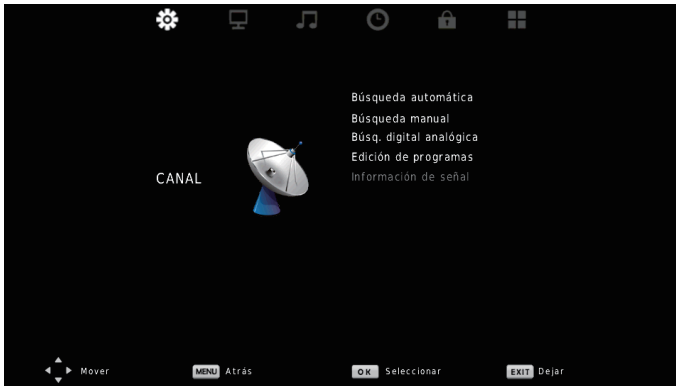 Búsqueda automática
Búsqueda manual
Búsq. digital analógica
Edición de programas
CANAL
Información de señal
Mover
MENU Atrás
OK Seleccionar
EXIT Dejar